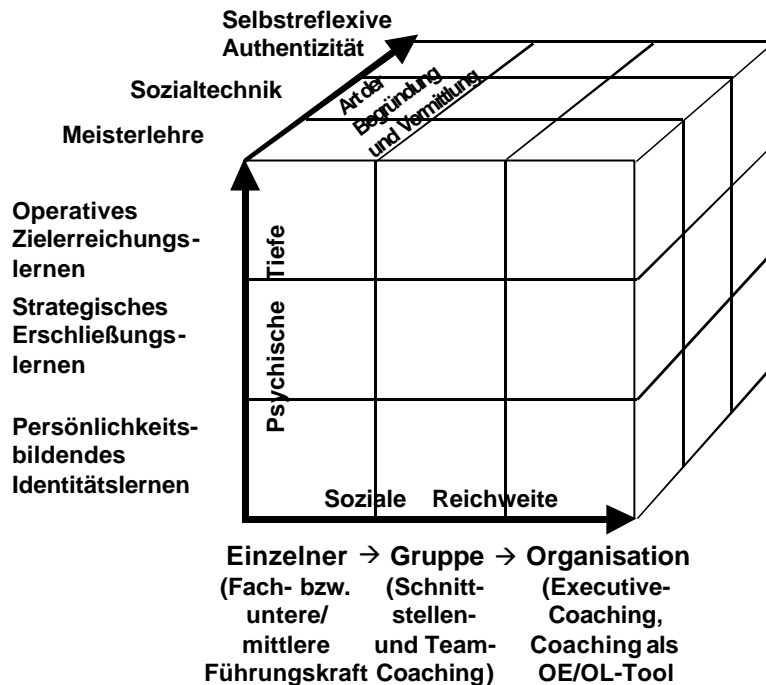 Selbstreflexive
Authentizität
Sozialtechnik
Meisterlehre
Art der
Begründung
und Vermittlung
Operatives
Zielerreichungs-
lernen
Strategisches
Erschließungs-
lernen
Persönlichkeits-
bildendes
Identitätslernen
Psychische Tiefe
Soziale Reichweite
Einzelner → Gruppe → Organisation
(Fach- bzw. (Schnitt- (Executive-
untere/ stellen- Coaching,
mittlere und Team- Coaching als
Führungskraft Coaching) OE/OL-Tool